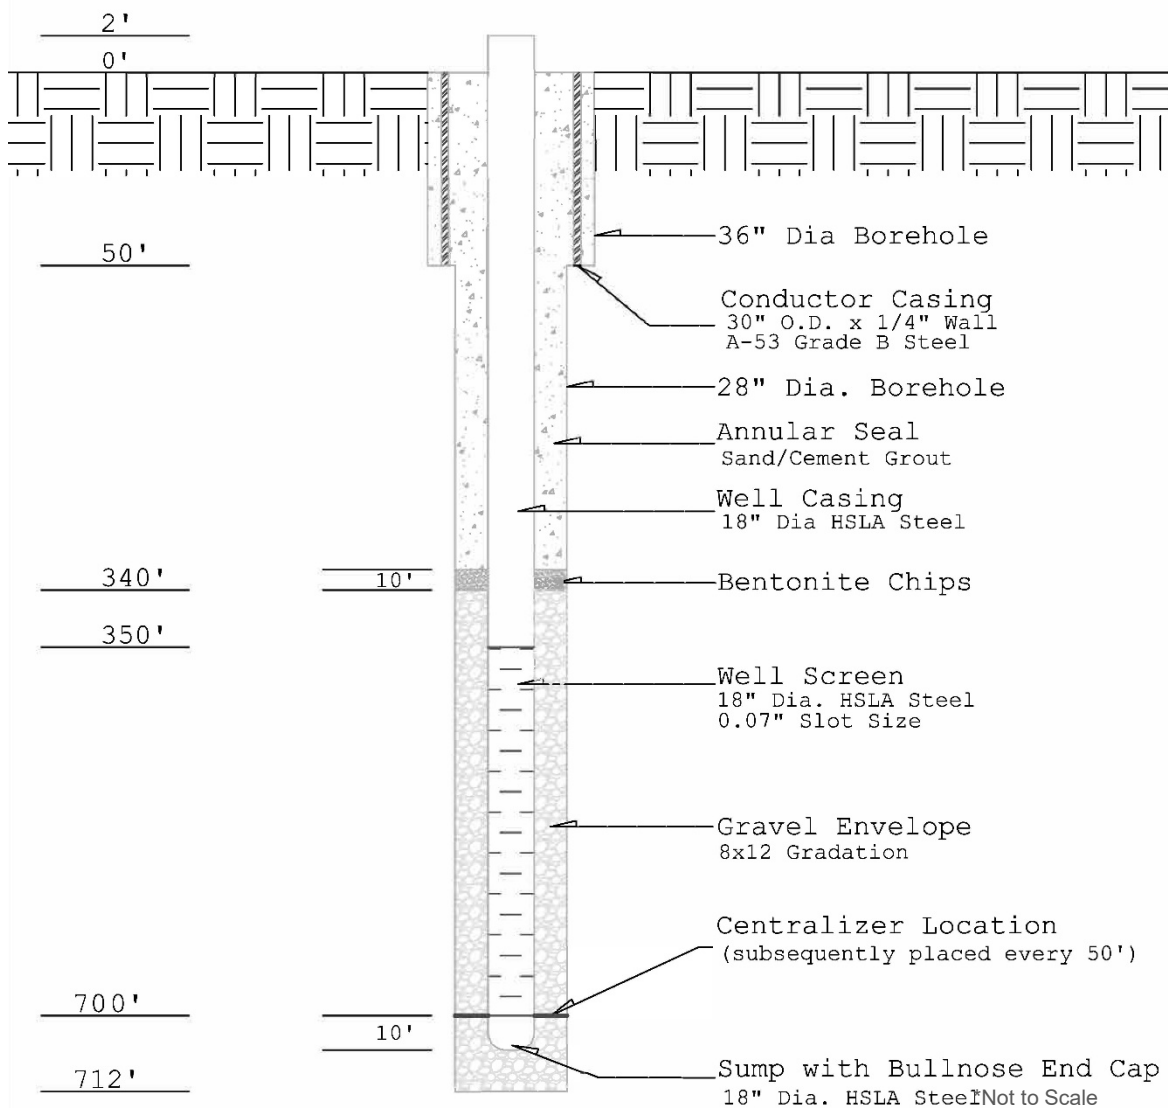 2'
0'
50'
36" Dia Borehole
Conductor Casing
30" O.D. x 1/4" Wall
A-53 Grade B Steel
28" Dia. Borehole
Annular Seal
Sand/Cement Grout
Well Casing
18" Dia HSLA Steel
340'
10'
Bentonite Chips
350'
Well Screen
18" Dia. HSLA Steel
0.07" Slot Size
Gravel Envelope
8x12 Gradation
Centralizer Location
(subsequently placed every 50')
700'
10'
Sump with Bullnose End Cap
712'
18" Dia. HSLA Steel
*Not to Scale